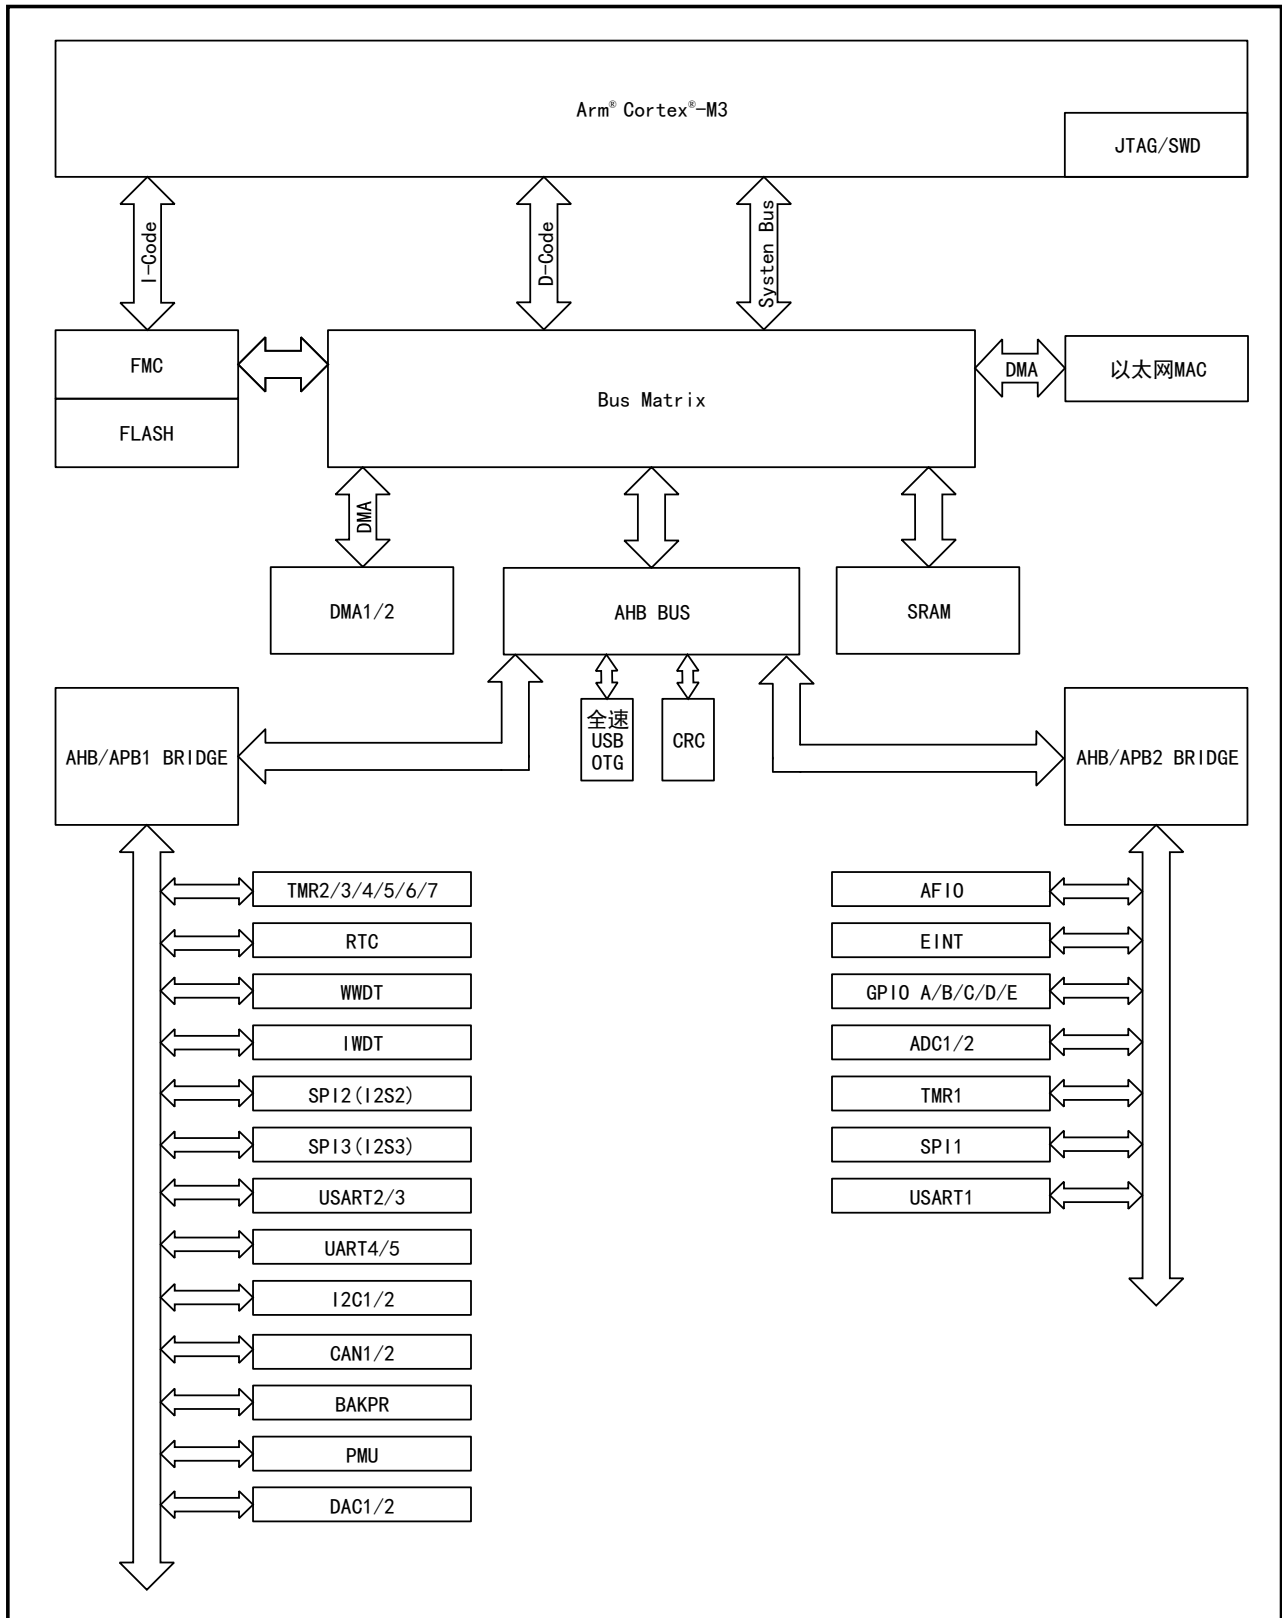 Arm® Cortex®-M3
JTAG/SWD
I-Code
D-Code
Systen Bus
FMC
FLASH
Bus Matrix
DMA
以太网MAC
DMA
DMA1/2
AHB BUS
SRAM
AHB/APB1 BRIDGE
全速
USB
OTG
CRC
AHB/APB2 BRIDGE
TMR2/3/4/5/6/7
RTC
WWDT
IWDT
SPI2(I2S2)
SPI3(I2S3)
USART2/3
UART4/5
I2C1/2
CAN1/2
BAKPR
PMU
DAC1/2
AFIO
EINT
GPIO A/B/C/D/E
ADC1/2
TMR1
SPI1
USART1